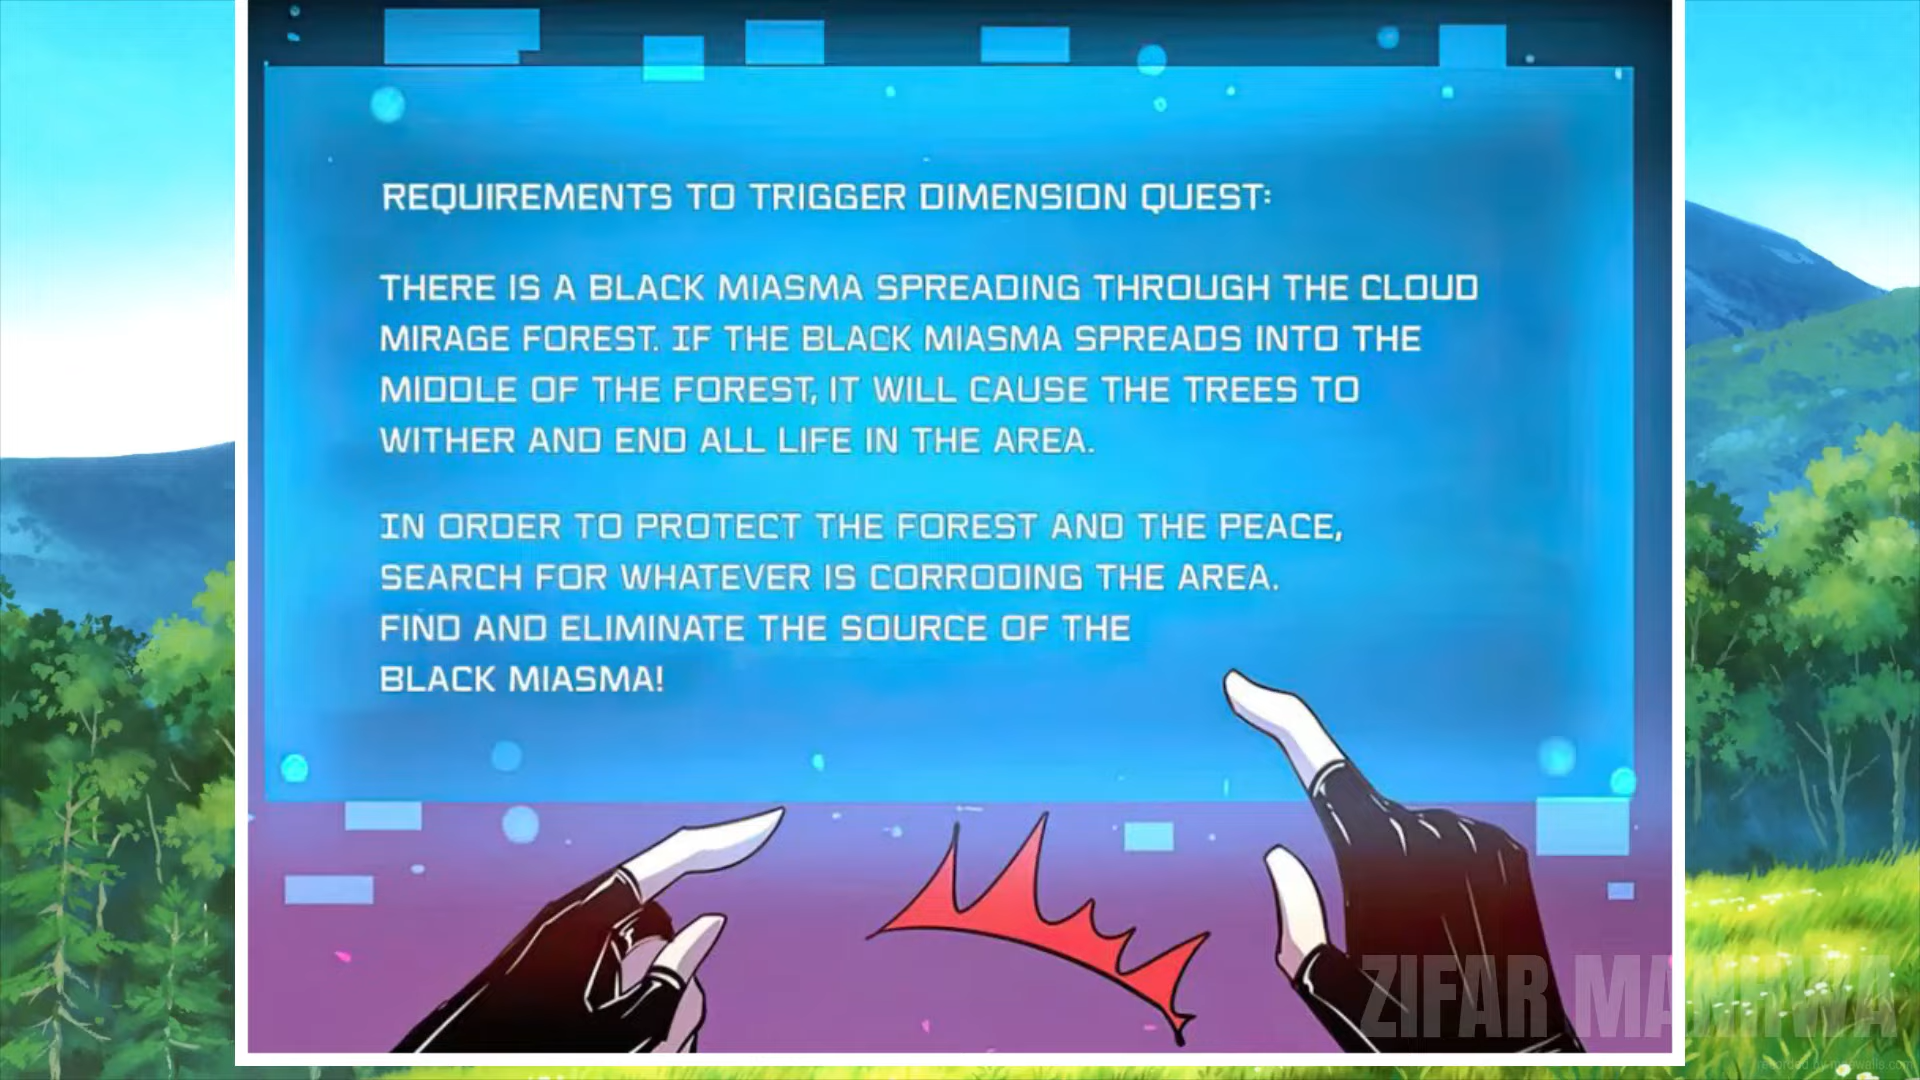 REQUIREMENTS TO TRIGGER DIMENSION QUEST:
THERE IS A BLACK MIASMA SPREADING THROUGH THE CLOUD
MIRAGE FOREST. IF THE BLACK MIASMA SPREADS INTO THE
MIDDLE OF THE FOREST, IT WILL CAUSE THE TREES TO
WITHER AND END ALL LIFE IN THE AREA.
IN ORDER TO PROTECT THE FOREST AND THE PEACE,
SEARCH FOR WHATEVER IS CORRODING THE AREA.
FIND AND ELIMINATE THE SOURCE OF THE
BLACK MIASMA!
ZIFAR MANHWA